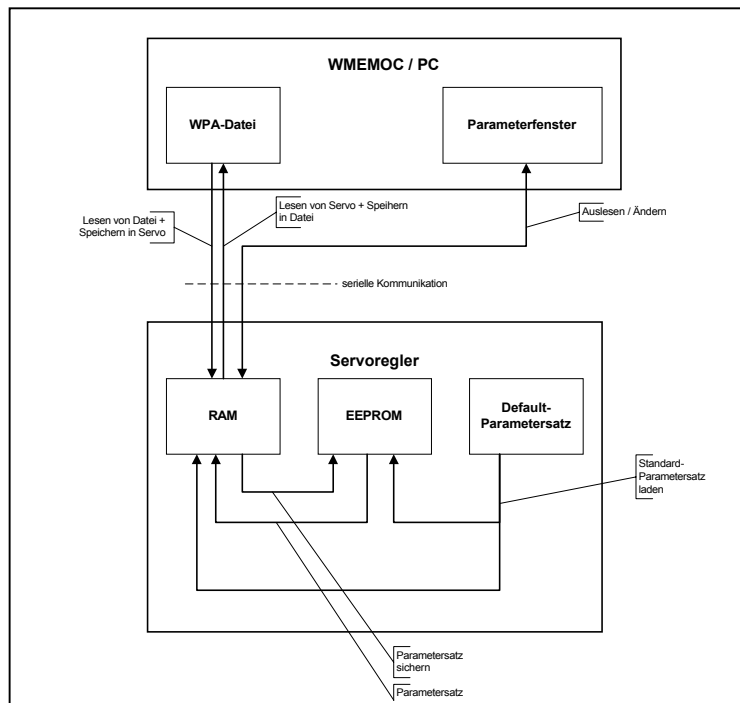 WMEMOC / PC
WPA-Datei
Parameterfenster
Lesen von Datei +
Speichern in Servo
Lesen von Servo + Speihern
in Datei
Auslesen / Ändern
serielle Kommunikation
Servoregler
RAM
EEPROM
Default-
Parametersatz
Standard-
Parametersatz
laden
Parametersatz
sichern
Parametersatz